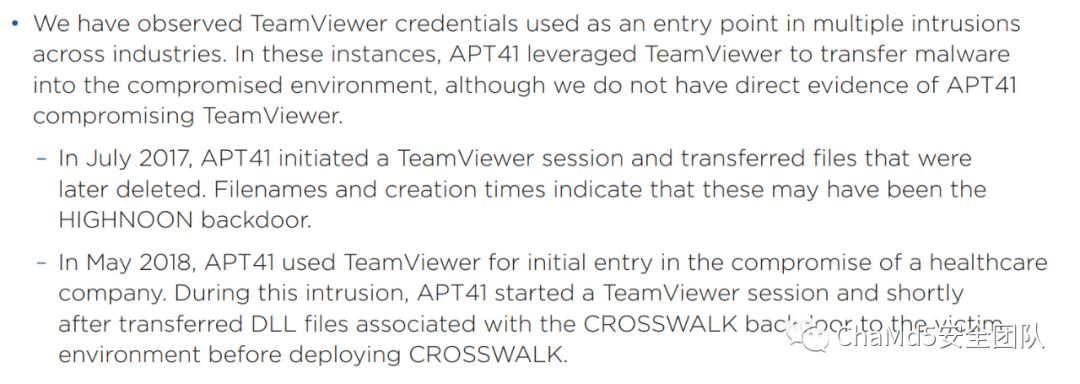 • We have observed TeamViewer credentials used as an entry point in multiple intrusions
across industries. In these instances, APT41 leveraged TeamViewer to transfer malware
into the compromised environment, although we do not have direct evidence of APT41
compromising TeamViewer.
– In July 2017, APT41 initiated a TeamViewer session and transferred files that were
later deleted. Filenames and creation times indicate that these may have been the
HIGHNOON backdoor.
– In May 2018, APT41 used TeamViewer for initial entry in the compromise of a healthcare
company. During this intrusion, APT41 started a TeamViewer session and shortly
after transferred DLL files associated with the CROSSWALK backdoor to the victim
environment before deploying CROSSWALK.
ChaMd5安全团队